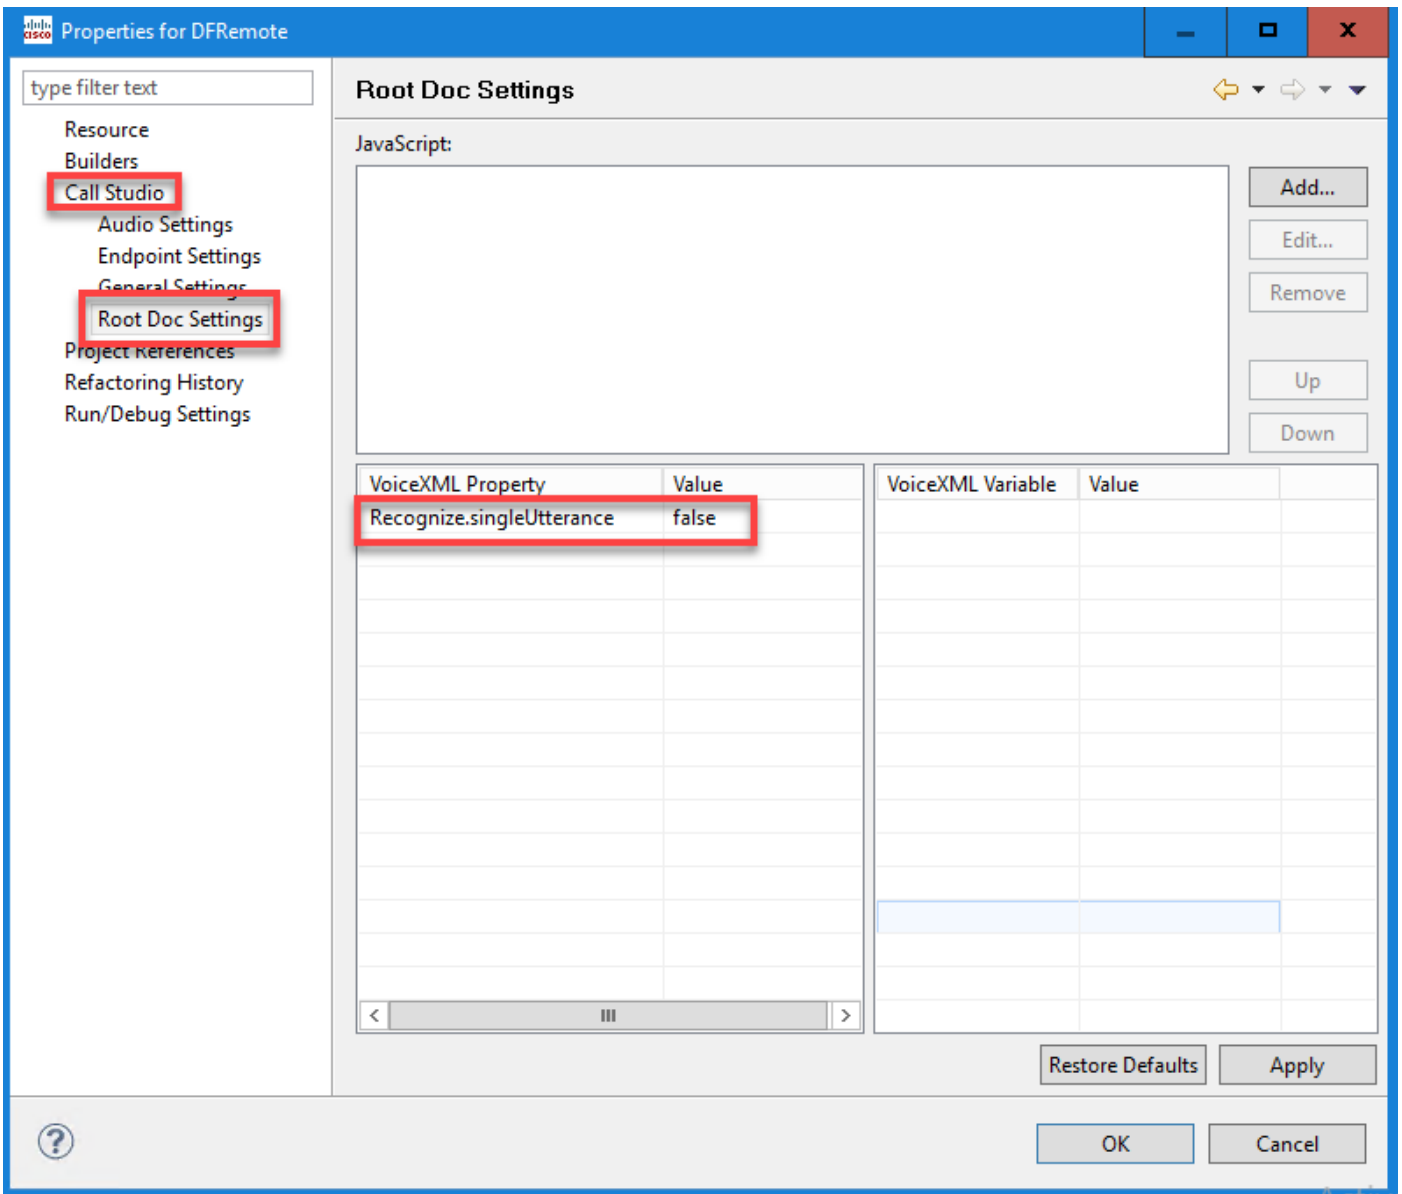 cisco Properties for DFRemote
type filter text
Resource
Builders
Call Studio
Audio Settings
Endpoint Settings
General Settings
Root Doc Settings
Project References
Refactoring History
Run/Debug Settings
Root Doc Settings
JavaScript:
Add...
Edit...
Remove
Up
Down
VoiceXML Property Value
Recognize.singleUtterance false
VoiceXML Variable Value
Restore Defaults Apply
OK Cancel